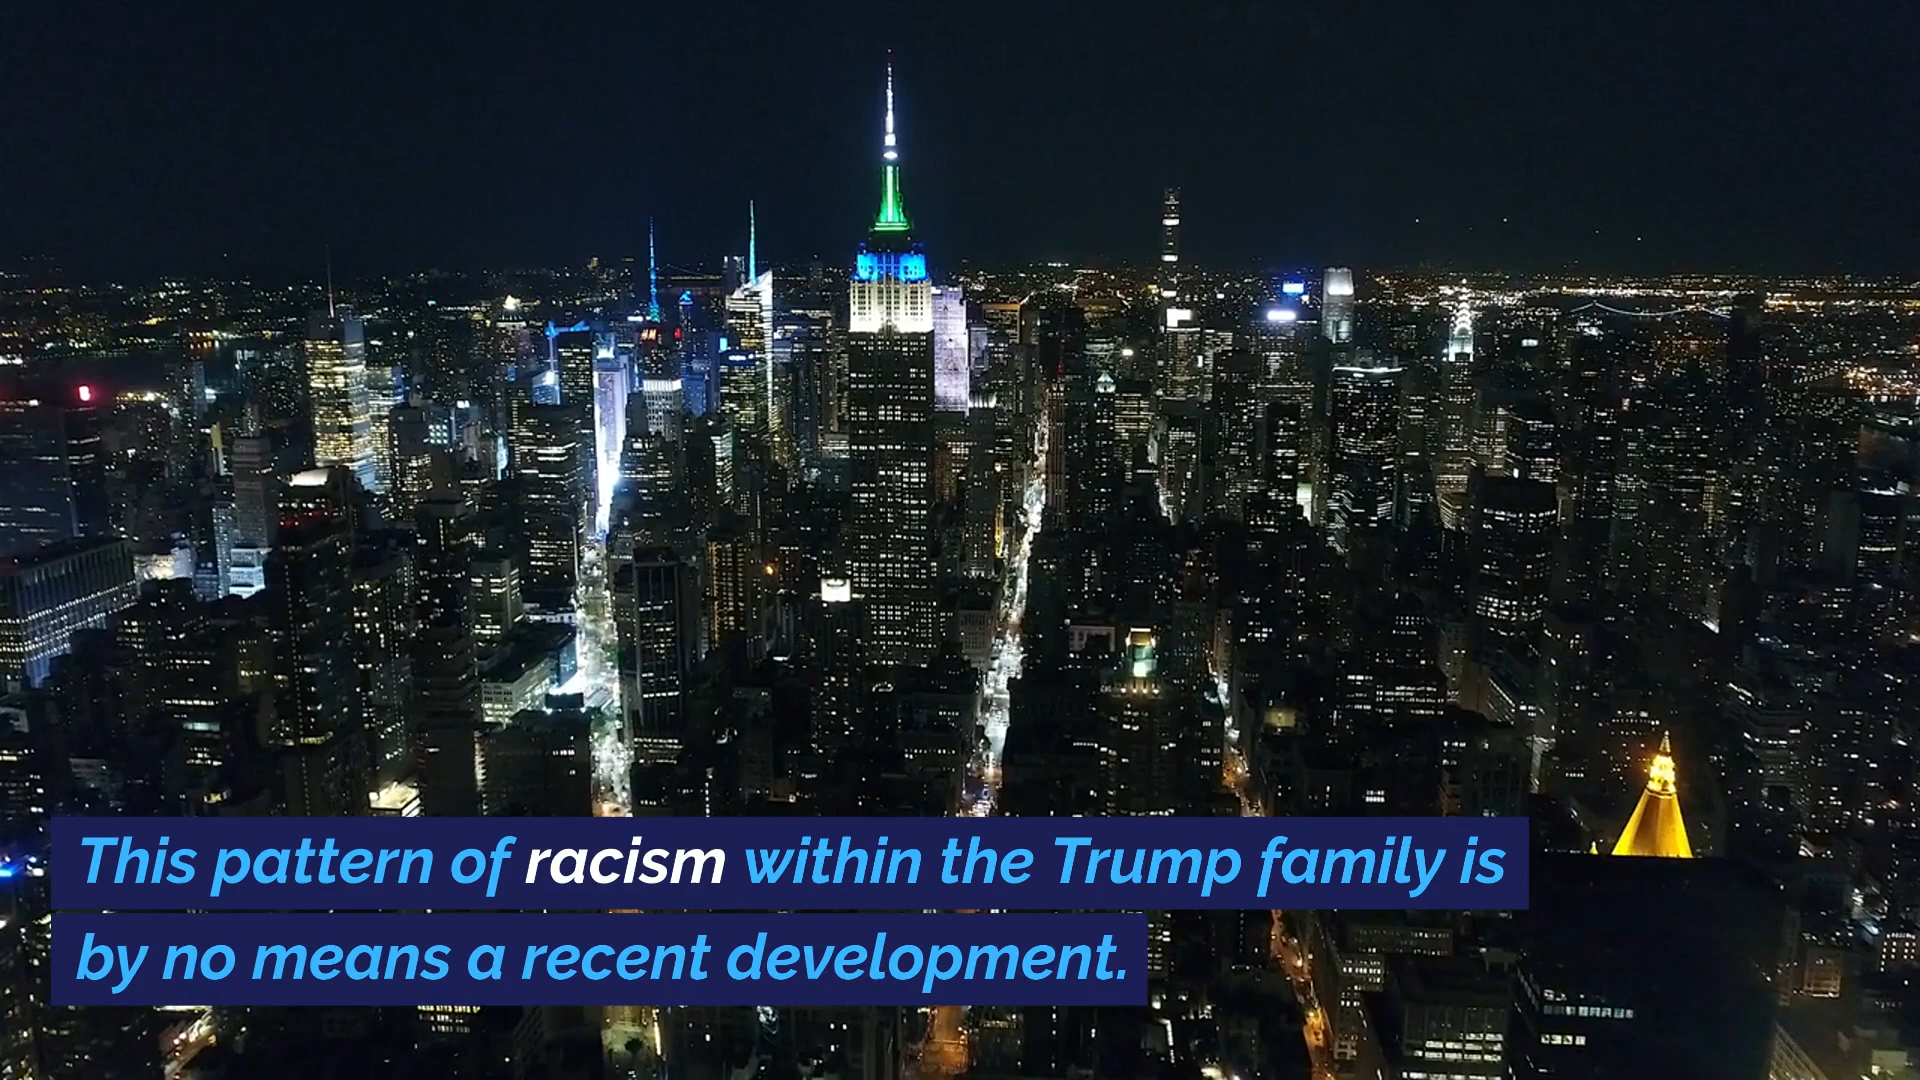 This pattern of racism within the Trump family is
by no means a recent development.